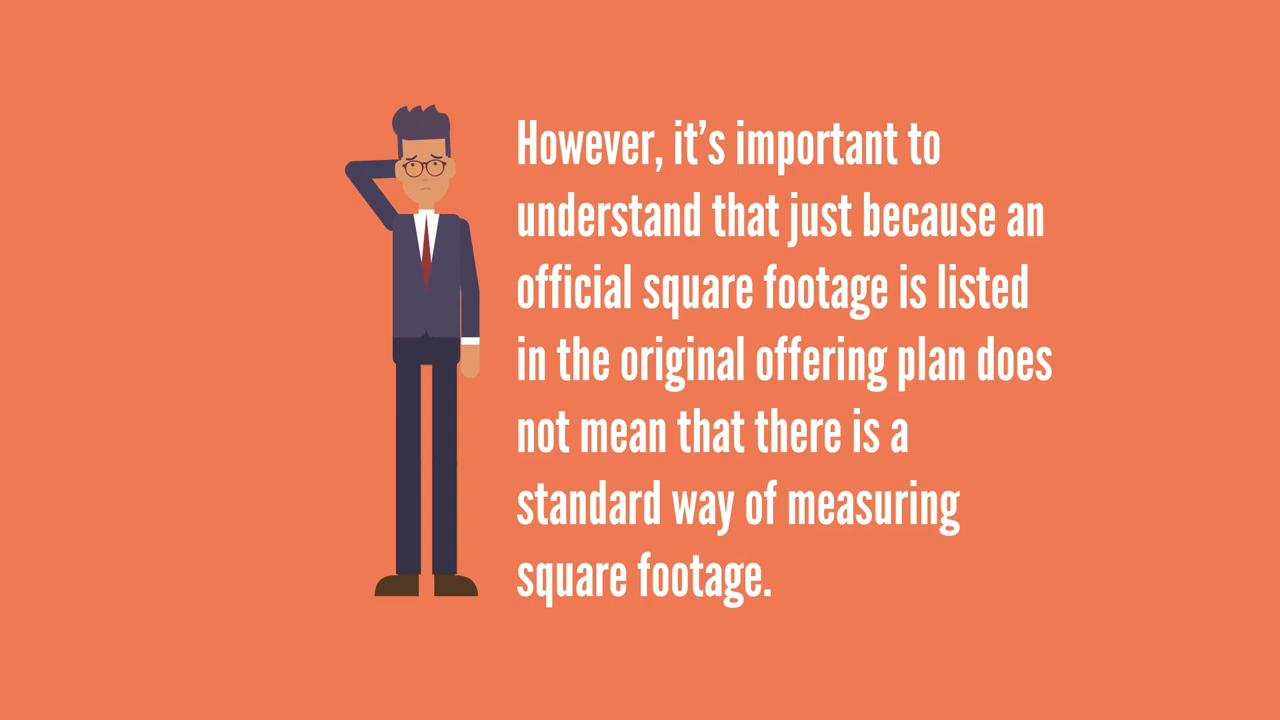 However, it’s important to
understand that just because an
official square footage is listed
in the original offering plan does
not mean that there is a
standard way of measuring
square footage.